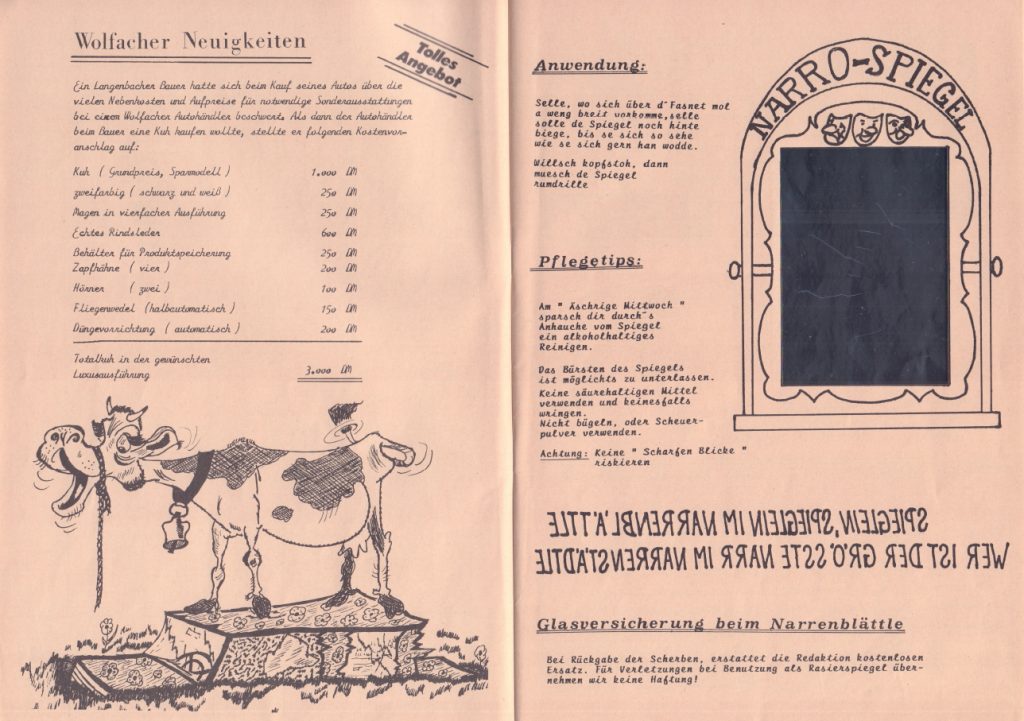 Wolfacher Neuigkeiten
Tolles
Angebot
Ein Langenbacher Bauer hatte sich beim Kauf seines Autos über die
vielen Nebenkosten und Aufpreise für notwendige Sonderausstattungen
bei einem Wolfacher Autohändler beschwert. Als dann der Autohändler
beim Bauer eine Kuh kaufen wollte, stellte er folgenden Kostenvor-
anschlag auf:
Kuh ( Grundpreis, Sparmodell ) 1.000 DM
zweifarbig ( schwarz und weiß ) 250 DM
Magen in vierfacher Ausführung 250 DM
Echtes Rindsleder 600 DM
Behälter für Produktspeicherung 250 DM
Zapfhähne ( vier ) 200 DM
Hörner ( zwei ) 100 DM
Fliegenwedel (halbautomatisch ) 150 DM
Düngevorrichtung ( automatisch ) 200 DM
Totalkuh in der gewünschten
Luxusausführung 3.000 DM
Anwendung:
Selle, wo sich über d'Fasnet mol
a weng breit vorkomme,selle
solle de Spiegel noch hinte
biege, bis se sich so sehe
wie se sich gern han wodde.
Willsch kopfstoh, dann
muesch de Spiegel
rumdrille
NARRO-SPIEGEL
Pflegetips:
Am " Äschrige Mittwoch "
sparsch dir durch's
Anhauche vom Spiegel
ein alkoholhaltiges
Reinigen.
Das Bürsten des Spiegels
ist möglichts zu unterlassen.
Keine säurehaltigen Mittel
verwenden und keinesfalls
wringen.
Nicht bügeln, oder Scheuer-
pulver verwenden.
Achtung: Keine " Scharfen Blicke "
riskieren
SPIEGLEIN, SPIEGLEIN IM NARRENBLÄTTLE
WER IST DER GRÖSSTE NARR IM NARRENSTÄDTLE
Glasversicherung beim Narrenblättle
Bei Rückgabe der Scherben, erstattet die Redaktion kostenlosen
Ersatz. Für Verletzungen bei Benutzung als Rasierspiegel über-
nehmen wir keine Haftung!